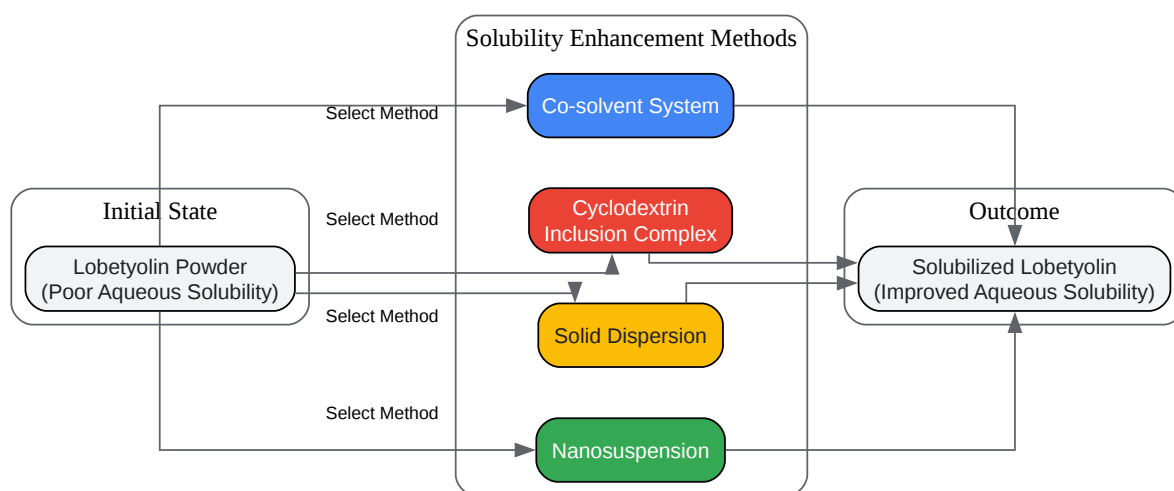 Solubility Enhancement Methods
Co-solvent System
Select Method
Cyclodextrin
Inclusion Complex
Select Method
Initial State
Outcome
Lobetyolin Powder
(Poor Aqueous Solubility)
Solubilized Lobetyolin
(Improved Aqueous Solubility)
Select Method
Solid Dispersion
Select Method
Nanosuspension